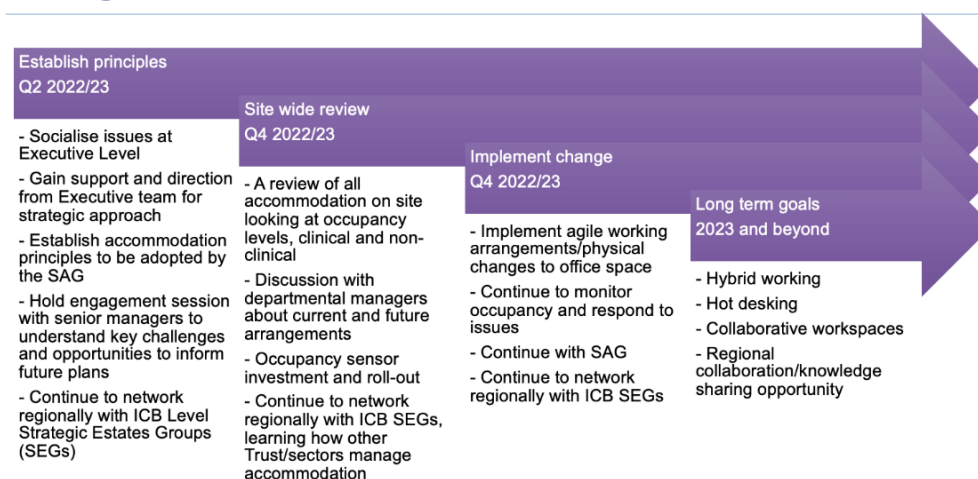 Establish principles
Q2 2022/23
- Socialise issues at
Executive Level
- Gain support and direction
from Executive team for
strategic approach
- Establish accommodation
principles to be adopted by
the SAG
- Hold engagement session
with senior managers to
understand key challenges
and opportunities to inform
future plans
- Continue to network
regionally with ICB Level
Strategic Estates Groups
(SEGs)
Site wide review
Q4 2022/23
- A review of all
accommodation on site
looking at occupancy
levels, clinical and non-
clinical
- Discussion with
departmental managers
about current and future
arrangements
- Occupancy sensor
investment and roll-out
- Continue to network
regionally with ICB SEGs,
learning how other
Trust/sectors manage
accommodation
Implement change
Q4 2022/23
- Implement agile working
arrangements/physical
changes to office space
- Continue to monitor
occupancy and respond to
issues
- Continue with SAG
- Continue to network
regionally with ICB SEGs
Long term goals
2023 and beyond
- Hybrid working
- Hot desking
- Collaborative workspaces
- Regional
collaboration/knowledge
sharing opportunity